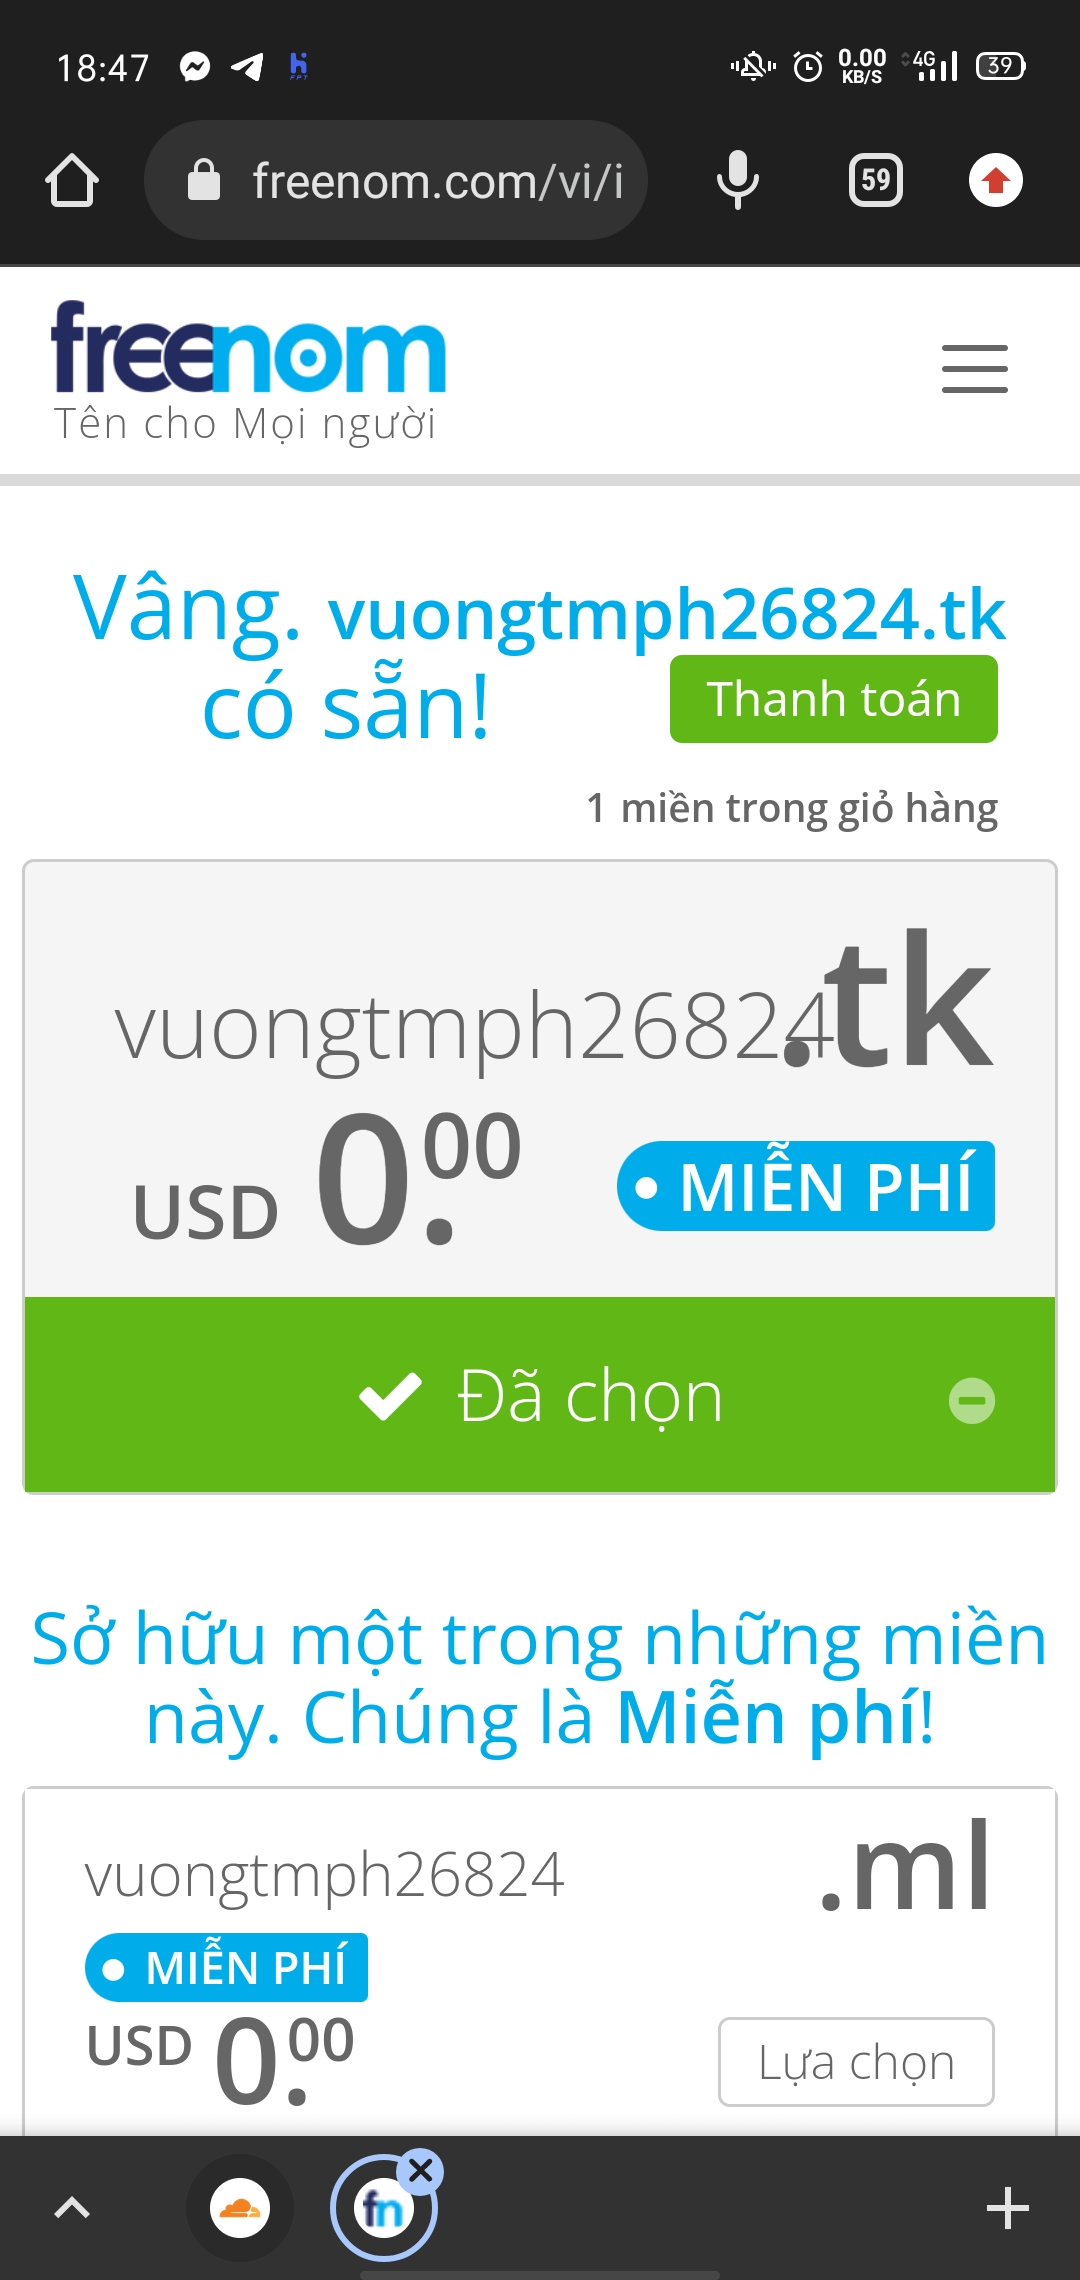 18:47
0.00
KB/S
4G
39
freenom.com/vi/i
59
freenom
Tên cho Mọi người
Vâng. vuongtmph26824.tk
có sẵn!
Thanh toán
1 miền trong giỏ hàng
vuongtmph26824.tk
USD 0.00
MIỄN PHÍ
Đã chọn
Sở hữu một trong những miền
này. Chúng là Miễn phí!
vuongtmph26824
.ml
MIỄN PHÍ
USD 0.00
Lựa chọn
fn